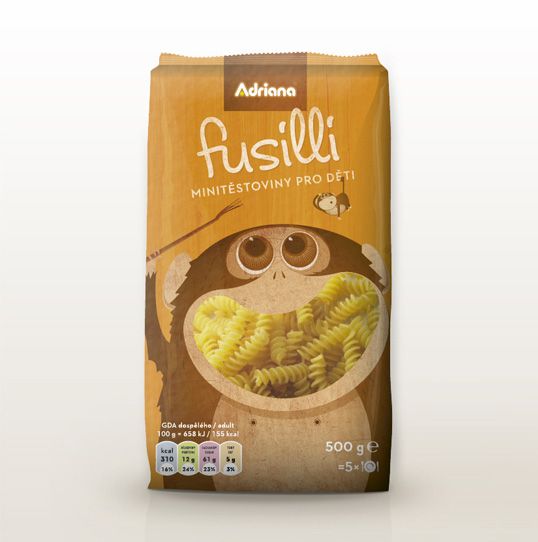 Adriana
fusilli
MINITĚSTOVINY PRO DĚTI
GDA dospělého / adult
100 g = 658 kJ / 155 kcal
kcal
310
16%
12 g
24%
61 g
23%
5 g
3%
500 g e
=5×